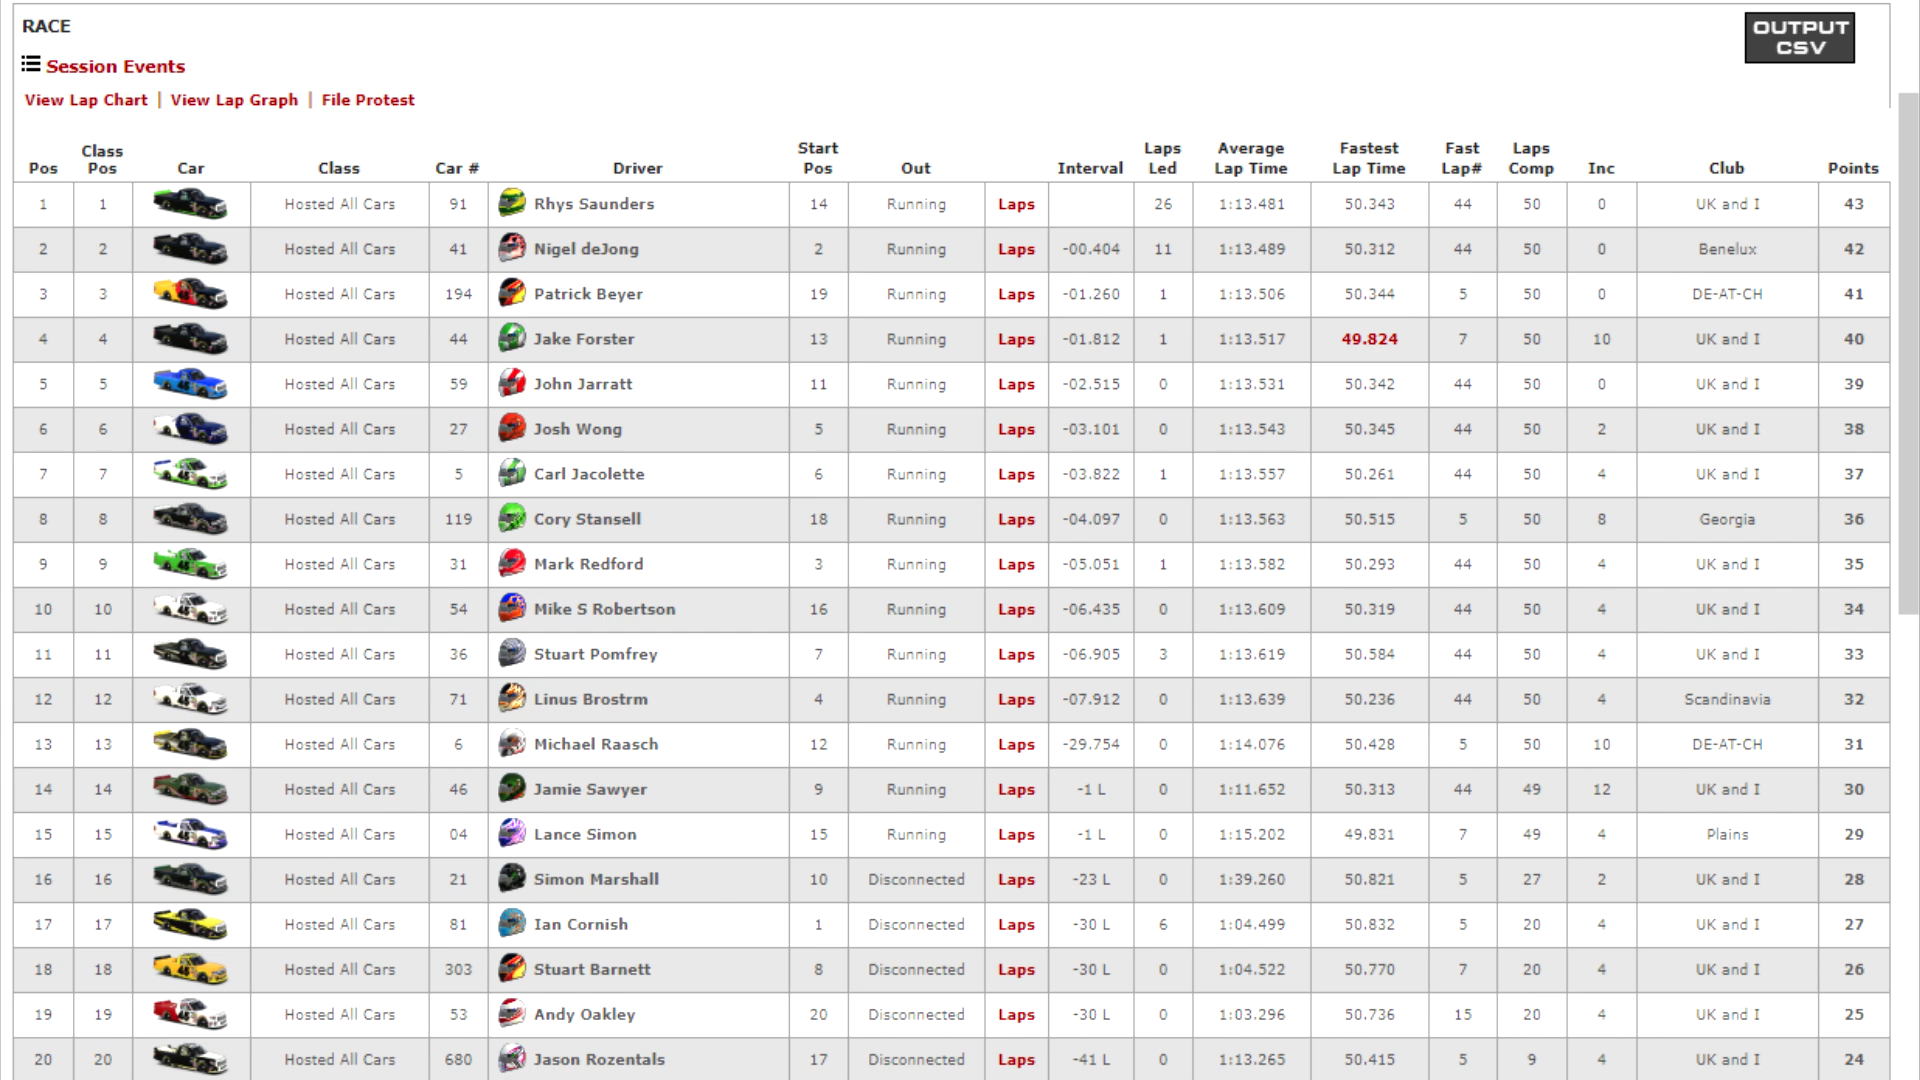 RACE
OUTPUT
CSV
Session Events
View Lap Chart | View Lap Graph | File Protest
Pos Class Pos Car Class Car # Driver Start Pos Out Interval Laps Led Average Lap Time Fastest Lap Time Fast Lap# Laps Comp Inc Club Points
1 1 Hosted All Cars 91 Rhys Saunders 14 Running Laps 26 1:13.481 50.343 44 50 0 UK and I 43
2 2 Hosted All Cars 41 Nigel deJong 2 Running Laps -00.404 11 1:13.489 50.312 44 50 0 Benelux 42
3 3 Hosted All Cars 194 Patrick Beyer 19 Running Laps -01.260 1 1:13.506 50.344 5 50 0 DE-AT-CH 41
4 4 Hosted All Cars 44 Jake Forster 13 Running Laps -01.812 1 1:13.517 49.824 7 50 10 UK and I 40
5 5 Hosted All Cars 59 John Jarratt 11 Running Laps -02.515 0 1:13.531 50.342 44 50 0 UK and I 39
6 6 Hosted All Cars 27 Josh Wong 5 Running Laps -03.101 0 1:13.543 50.345 44 50 2 UK and I 38
7 7 Hosted All Cars 5 Carl Jacolette 6 Running Laps -03.822 1 1:13.557 50.261 44 50 4 UK and I 37
8 8 Hosted All Cars 119 Cory Stansell 18 Running Laps -04.097 0 1:13.563 50.515 5 50 8 Georgia 36
9 9 Hosted All Cars 31 Mark Redford 3 Running Laps -05.051 1 1:13.582 50.293 44 50 4 UK and I 35
10 10 Hosted All Cars 54 Mike S Robertson 16 Running Laps -06.435 0 1:13.609 50.319 44 50 4 UK and I 34
11 11 Hosted All Cars 36 Stuart Pomfrey 7 Running Laps -06.905 3 1:13.619 50.584 44 50 4 UK and I 33
12 12 Hosted All Cars 71 Linus Brostrm 4 Running Laps -07.912 0 1:13.639 50.236 44 50 4 Scandinavia 32
13 13 Hosted All Cars 6 Michael Raasch 12 Running Laps -29.754 0 1:14.076 50.428 5 50 10 DE-AT-CH 31
14 14 Hosted All Cars 46 Jamie Sawyer 9 Running Laps -1 L 0 1:11.652 50.313 44 49 12 UK and I 30
15 15 Hosted All Cars 04 Lance Simon 15 Running Laps -1 L 0 1:15.202 49.831 7 49 4 Plains 29
16 16 Hosted All Cars 21 Simon Marshall 10 Disconnected Laps -23 L 0 1:39.260 50.821 5 27 2 UK and I 28
17 17 Hosted All Cars 81 Ian Cornish 1 Disconnected Laps -30 L 6 1:04.499 50.832 5 20 4 UK and I 27
18 18 Hosted All Cars 303 Stuart Barnett 8 Disconnected Laps -30 L 0 1:04.522 50.770 7 20 4 UK and I 26
19 19 Hosted All Cars 53 Andy Oakley 20 Disconnected Laps -30 L 0 1:03.296 50.736 15 20 4 UK and I 25
20 20 Hosted All Cars 680 Jason Rozentals 17 Disconnected Laps -41 L 0 1:13.265 50.415 5 9 4 UK and I 24